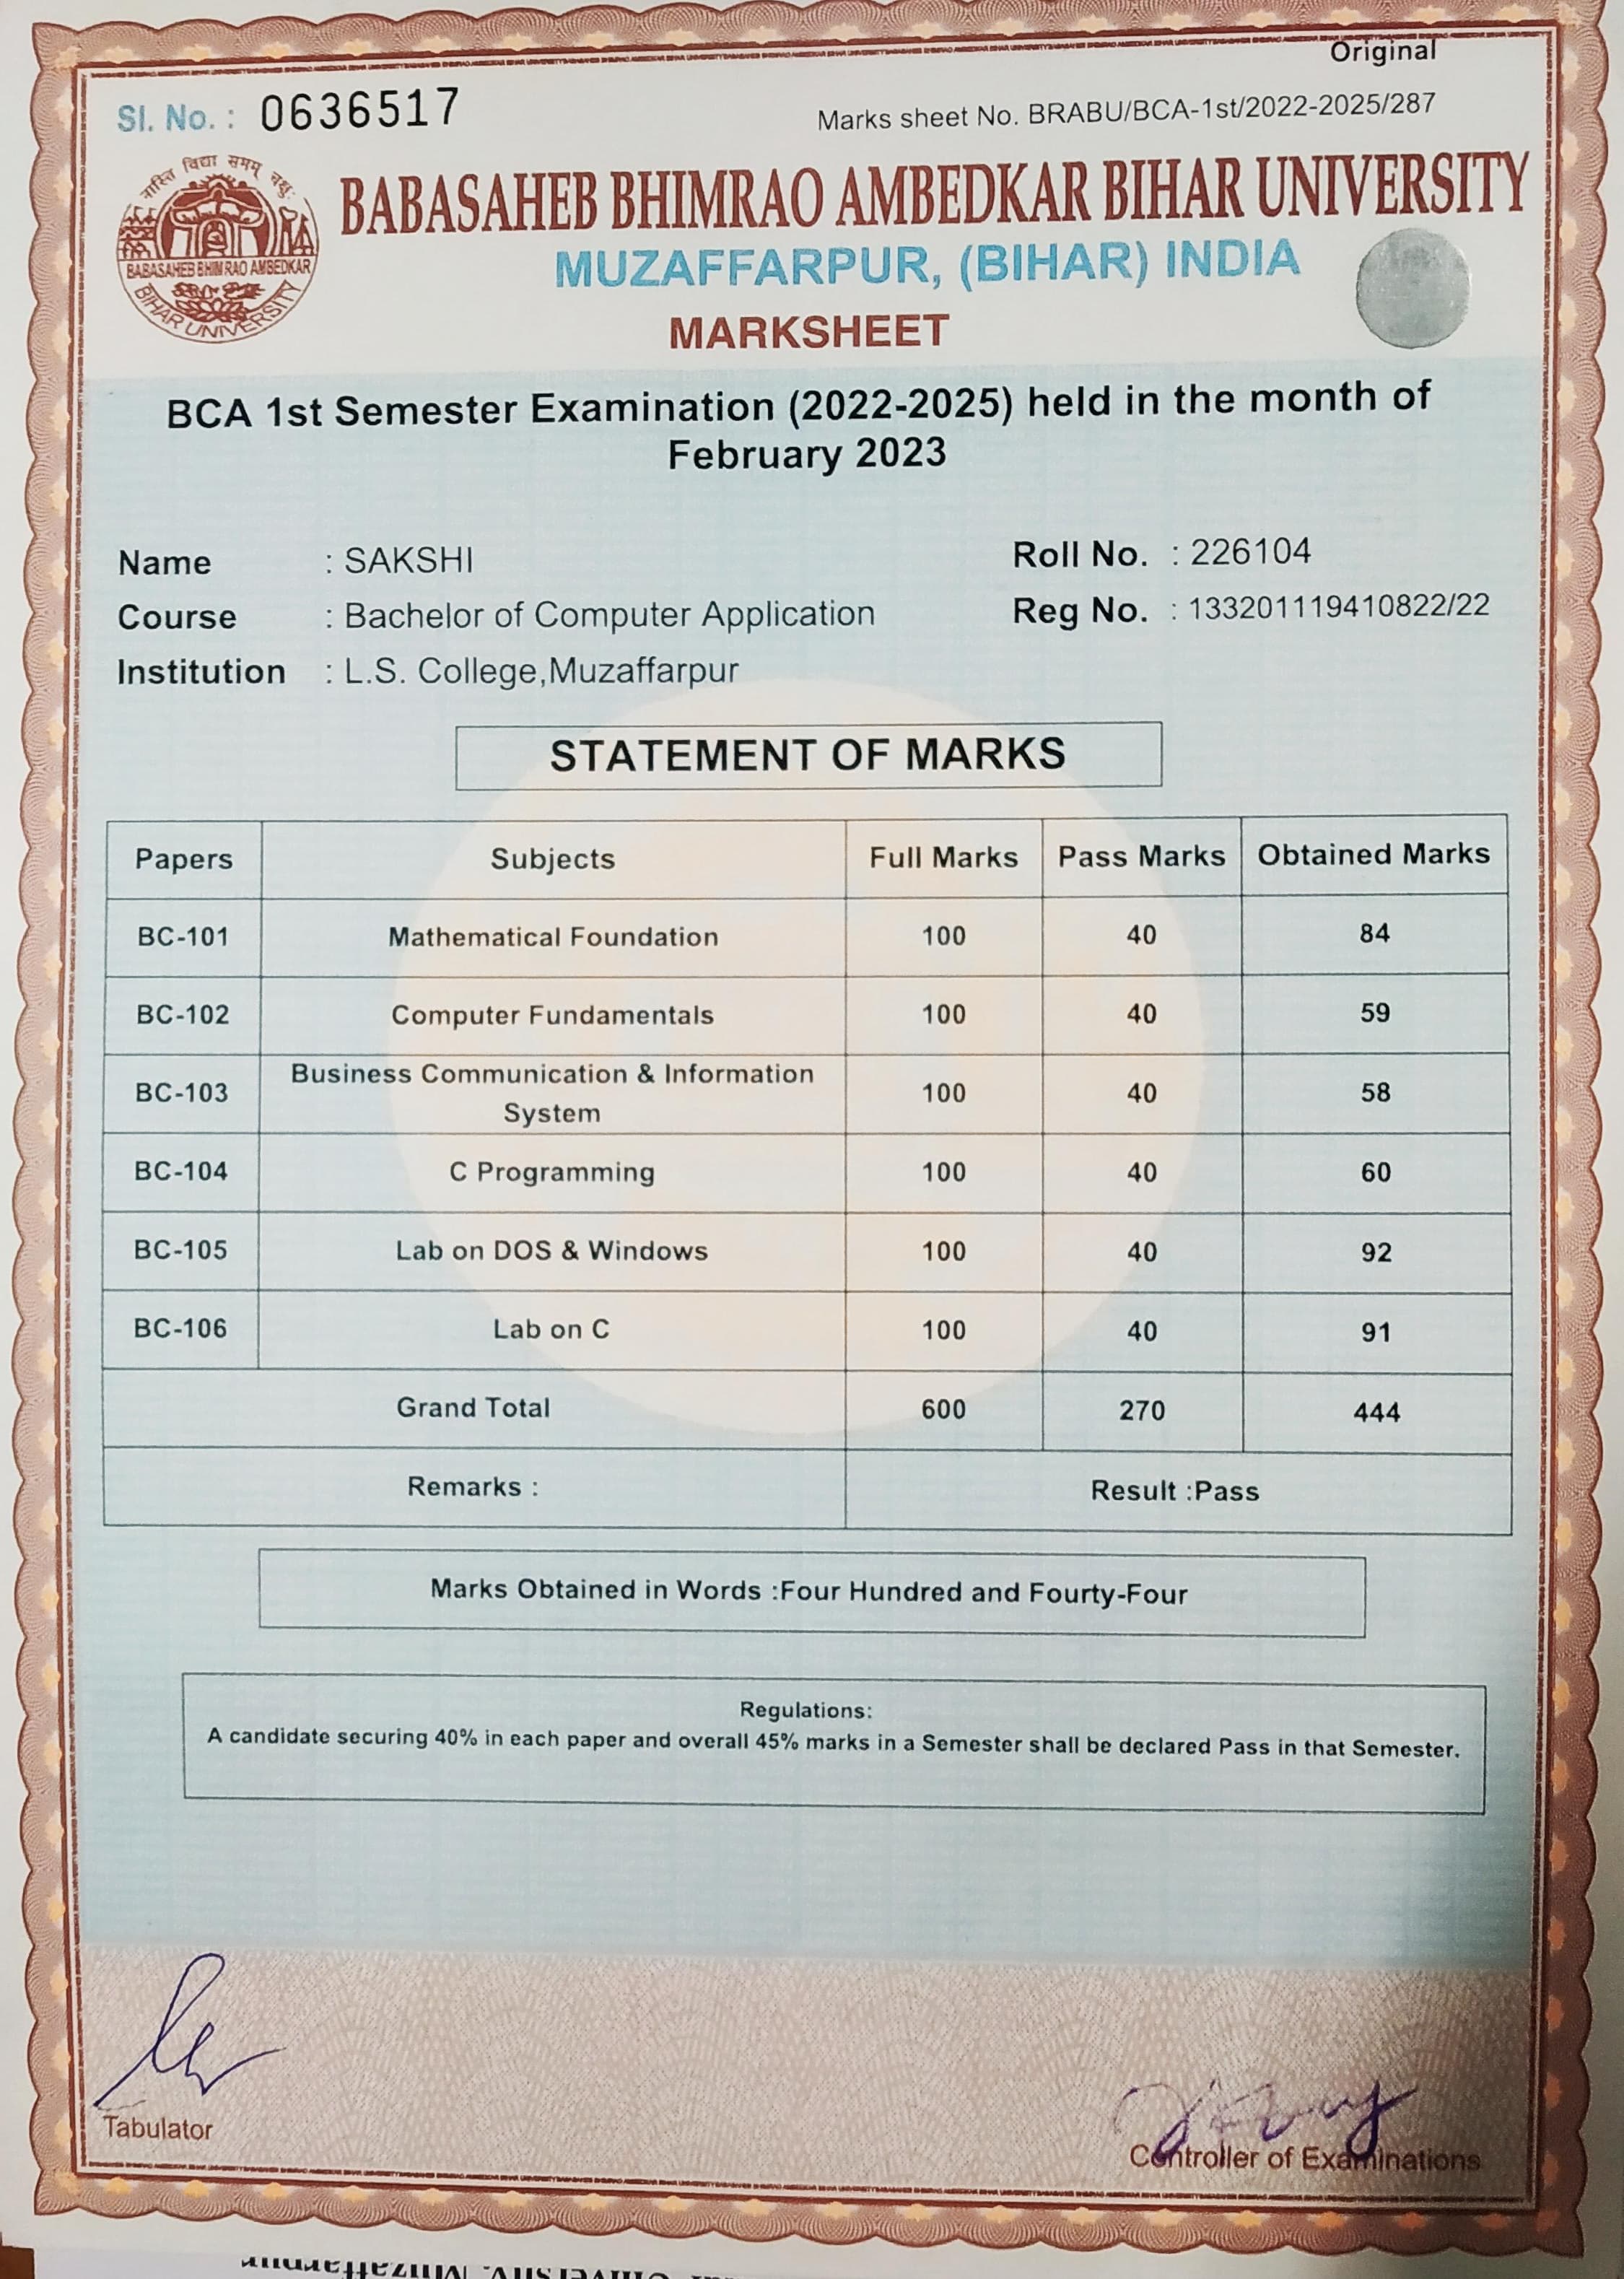 Original
Sl. No. : 0636517
Marks sheet No. BRABU/BCA-1st/2022-2025/287
नास्ति विद्या समम् चक्षुः
BABASAHEB BHIM RAO AMBEDKAR
BIHAR UNIVERSITY
BABASAHEB BHIMRAO AMBEDKAR BIHAR UNIVERSITY
MUZAFFARPUR, (BIHAR) INDIA
MARKSHEET
BCA 1st Semester Examination (2022-2025) held in the month of
February 2023
Name : SAKSHI Roll No. : 226104
Course : Bachelor of Computer Application Reg No. : 133201119410822/22
Institution : L.S. College,Muzaffarpur
STATEMENT OF MARKS
Papers Subjects Full Marks Pass Marks Obtained Marks
BC-101 Mathematical Foundation 100 40 84
BC-102 Computer Fundamentals 100 40 59
BC-103 Business Communication & Information
System 100 40 58
BC-104 C Programming 100 40 60
BC-105 Lab on DOS & Windows 100 40 92
BC-106 Lab on C 100 40 91
Grand Total 600 270 444
Remarks : Result :Pass
Marks Obtained in Words :Four Hundred and Fourty-Four
Regulations:
A candidate securing 40% in each paper and overall 45% marks in a Semester shall be declared Pass in that Semester.
Tabulator
Controller of Examinations
University, Muzaffarpur